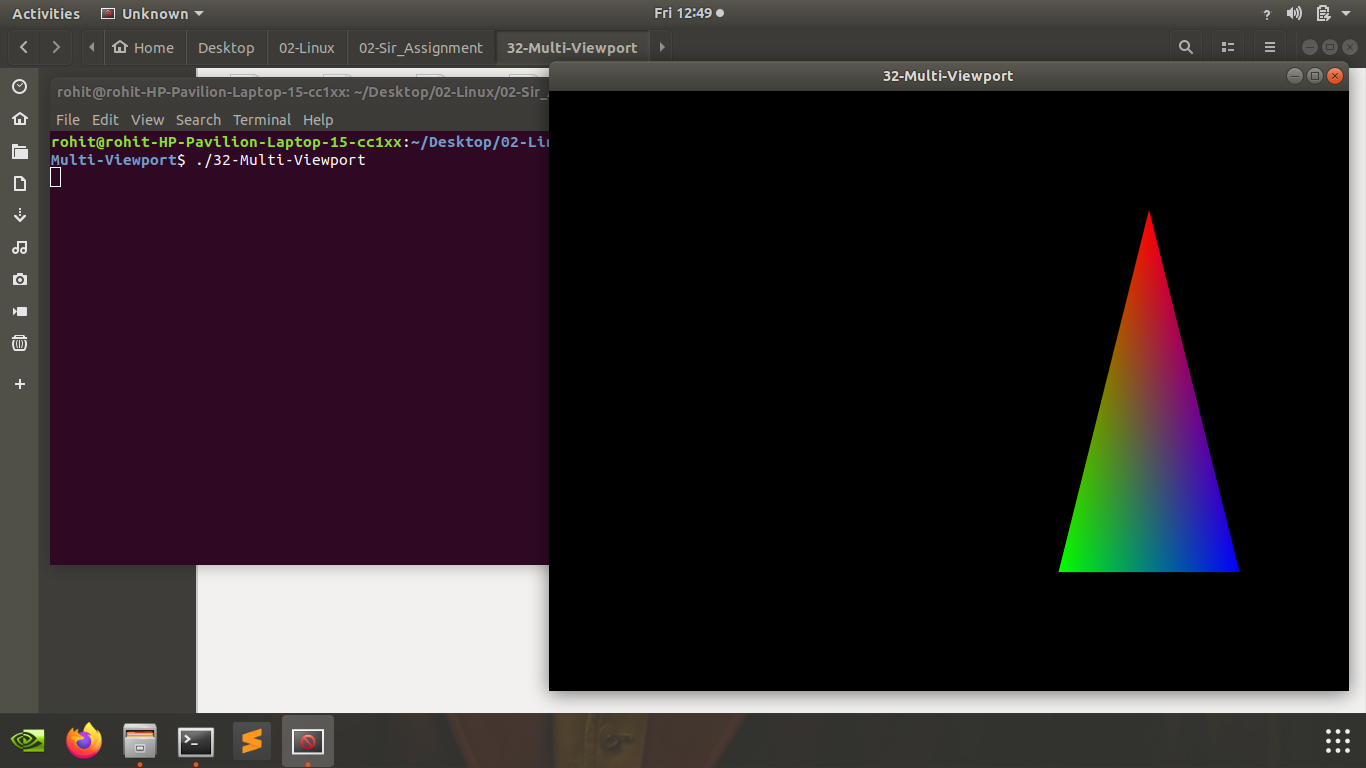 Activities Unknown Fri 12:49 ?
Home Desktop 02-Linux 02-Sir_Assignment 32-Multi-Viewport
32-Multi-Viewport
rohit@rohit-HP-Pavilion-Laptop-15-cc1xx: ~/Desktop/02-Linux/02-Sir_
File Edit View Search Terminal Help
rohit@rohit-HP-Pavilion-Laptop-15-cc1xx:~/Desktop/02-Lin
Multi-Viewport$ ./32-Multi-Viewport